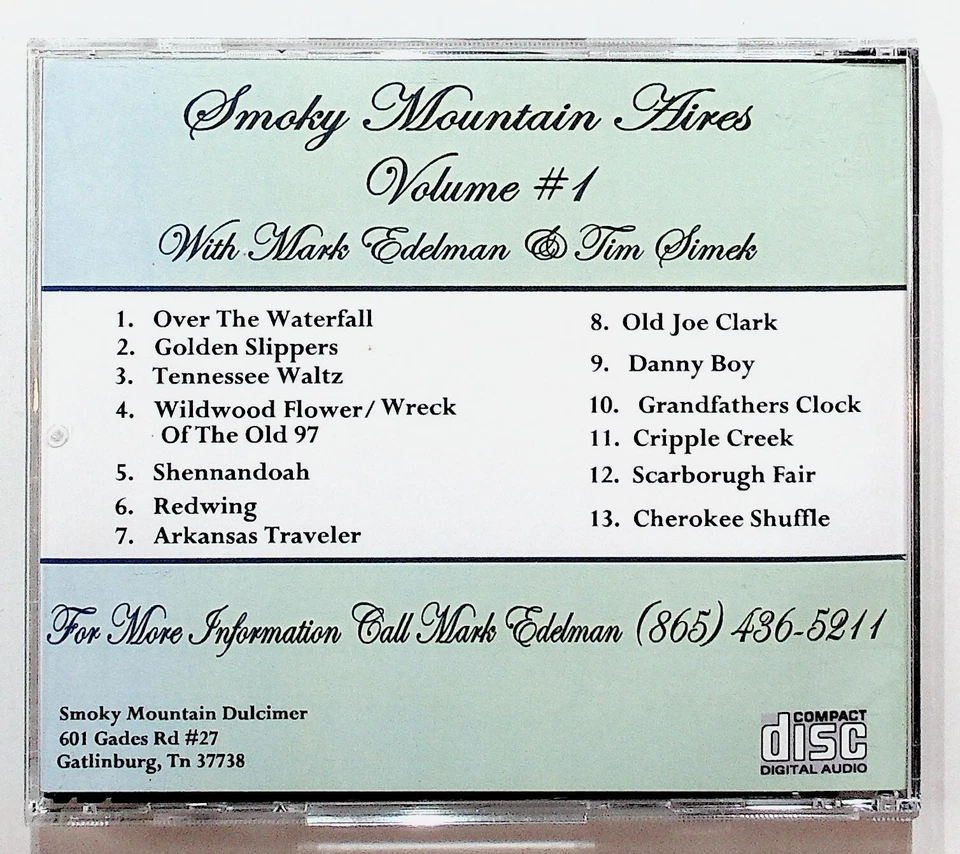 Smoky Mountain Aires
Volume #1
With Mark Edelman & Tim Simek
1. Over The Waterfall
2. Golden Slippers
3. Tennessee Waltz
4. Wildwood Flower/ Wreck
Of The Old 97
5. Shennandoah
6. Redwing
7. Arkansas Traveler
8. Old Joe Clark
9. Danny Boy
10. Grandfathers Clock
11. Cripple Creek
12. Scarborugh Fair
13. Cherokee Shuffle
For More Information Call Mark Edelman (865) 436-5211
Smoky Mountain Dulcimer
601 Gades Rd #27
Gatlinburg, Tn 37738
COMPACT
disc
DIGITAL AUDIO